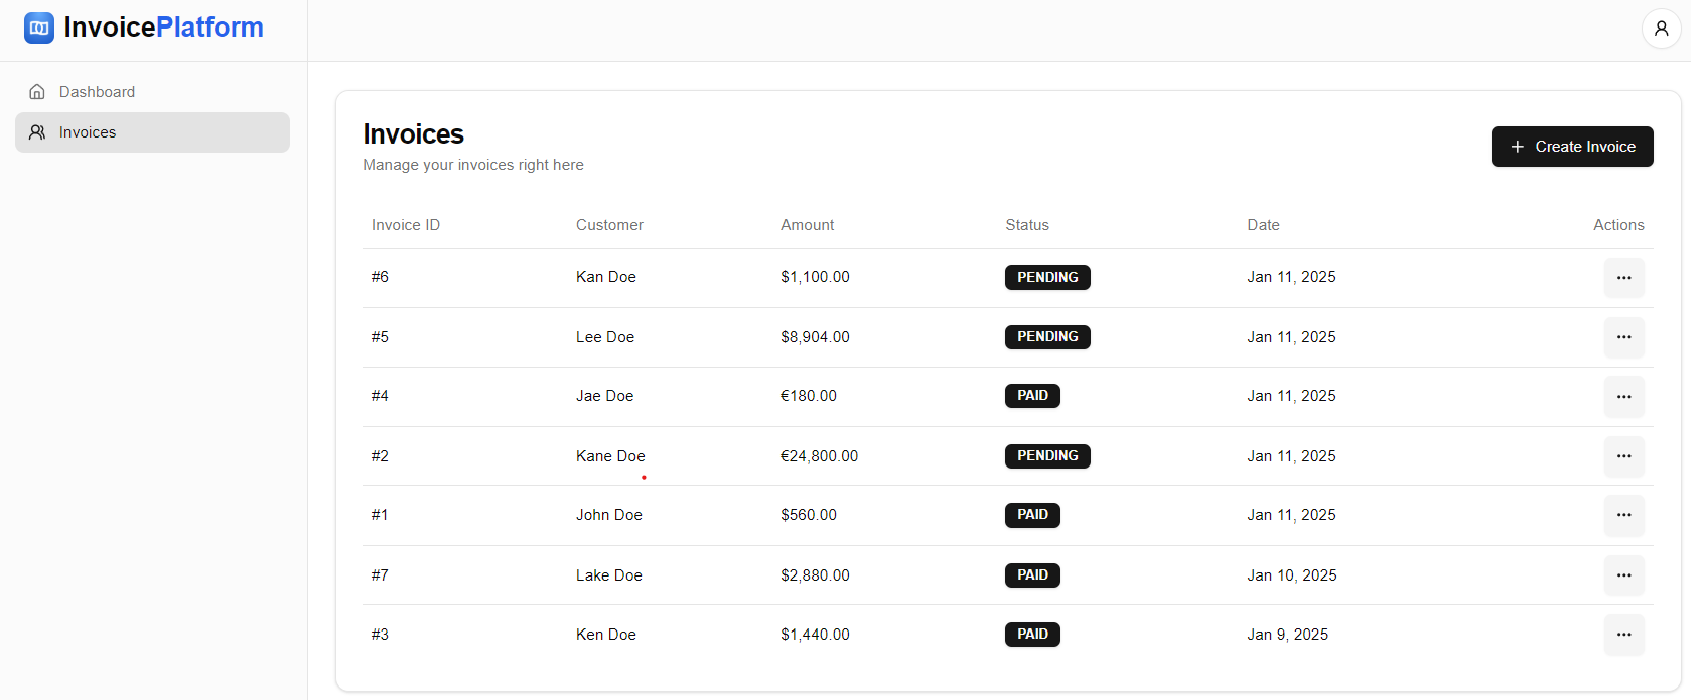 InvoicePlatform
Dashboard
Invoices
Invoices
Manage your invoices right here
+ Create Invoice
Invoice ID Customer Amount Status Date Actions
#6 Kan Doe $1,100.00 PENDING Jan 11, 2025 ...
#5 Lee Doe $8,904.00 PENDING Jan 11, 2025 ...
#4 Jae Doe €180.00 PAID Jan 11, 2025 ...
#2 Kane Doe €24,800.00 PENDING Jan 11, 2025 ...
#1 John Doe $560.00 PAID Jan 11, 2025 ...
#7 Lake Doe $2,880.00 PAID Jan 10, 2025 ...
#3 Ken Doe $1,440.00 PAID Jan 9, 2025 ...